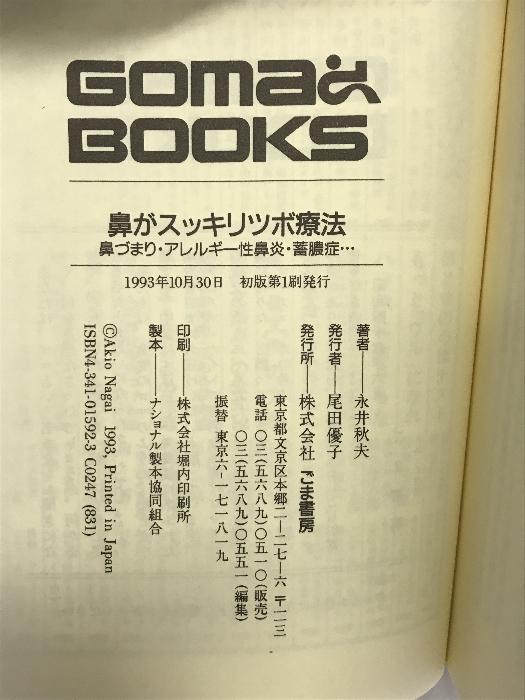 GOMA
BOOKS
鼻がスッキリツボ療法
鼻づまり・アレルギー性鼻炎・蓄膿症…
1993年10月30日　初版第1刷発行
著者――永井秋夫
発行者――尾田優子
発行所――株式会社 ごま書房
東京都文京区本郷二―二七―六 〒一一三
電話 〇三(五六八九)〇五一〇(販売)
〇三(五六八九)〇五五一(編集)
振替 東京六―一七一八一九
印刷――株式会社堀内印刷所
製本――ナショナル製本協同組合
©Akio Nagai 1993, Printed in Japan
ISBN4-341-01592-3 C0247 (831)